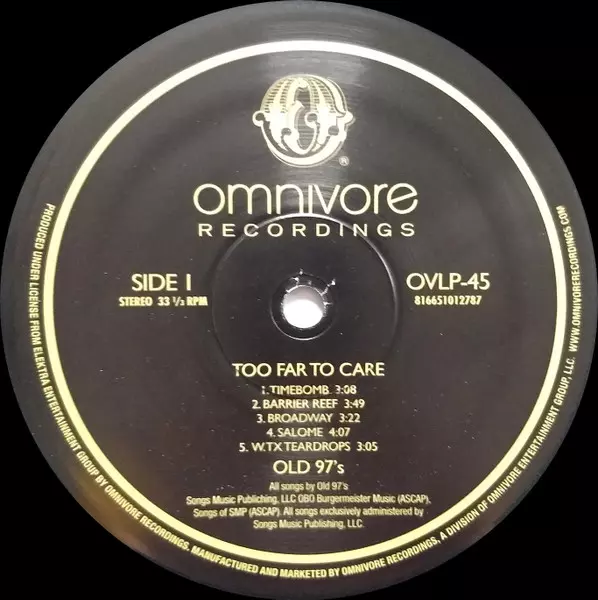 ®
omnivore
RECORDINGS
SIDE 1
STEREO 33 ⅓ RPM
OVLP-45
816651012787
TOO FAR TO CARE
1. TIMEBOMB 3:08
2. BARRIER REEF 3:49
3. BROADWAY 3:22
4. SALOME 4:07
5. W.TX TEARDROPS 3:05
OLD 97's
All songs by Old 97's
Songs Music Publiching, LLC OBO Burgermeister Music (ASCAP),
Songs of SMP (ASCAP). All songs exclusively administered by
Songs Music Publishing, LLC.
PRODUCED UNDER LICENSE FROM ELEKTRA ENTERTAINMENT GROUP BY OMNIVORE RECORDINGS. MANUFACTURED AND MARKETED BY OMNIVORE RECORDINGS, A DIVISION OF OMNIVORE ENTERTAINMENT GROUP, LLC. WWW.OMNIVORERECORDINGS.COM